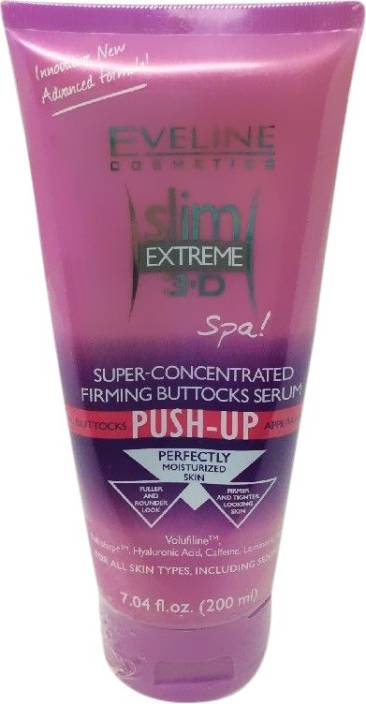 Innovative New
Advanced formula!
EVELINE
COSMETICS
slim
EXTREME
3-D
Spa!
SUPER-CONCENTRATED
FIRMING BUTTOCKS SERUM
BUTTOCKS PUSH-UP
PERFECTLY
MOISTURIZED
SKIN
FULLER
AND
ROUNDER
LOOK
FIRMER
AND TIGHTER
LOOKING
SKIN
Volufiline™,
Hyaluronic Acid, Caffeine,
FOR ALL SKIN TYPES, INCLUDING
7.04 fl.oz. (200 ml)